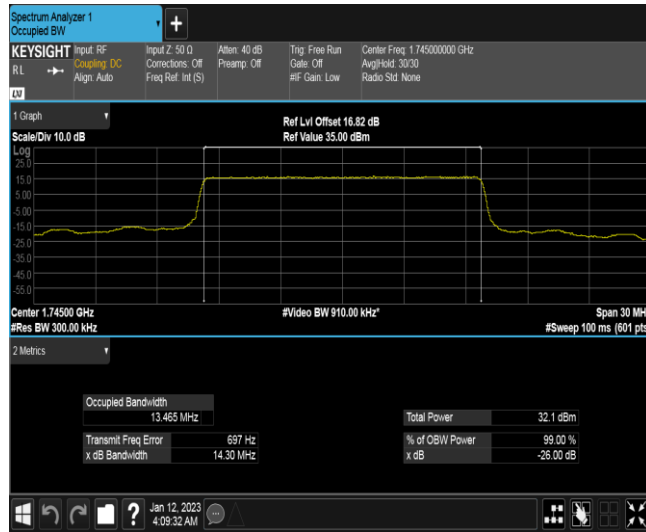 Spectrum Analyzer 1
Occupied BW
+
KEYSIGHT Input: RF Input Z: 50 Ω Atten: 40 dB Trig: Free Run Center Freq: 1.745000000 GHz
RL Coupling: DC Corrections: Off Preamp: Off Gate: Off Avg|Hold: 30/30
Align: Auto Freq Ref: Int (S) #IF Gain: Low Radio Std: None
LXI
1 Graph
Ref Lvl Offset 16.82 dB
Scale/Div 10.0 dB Ref Value 35.00 dBm
Log
25.0
15.0
5.00
-5.00
-15.0
-25.0
-35.0
-45.0
-55.0
Center 1.74500 GHz #Video BW 910.00 kHz* Span 30 MH
#Res BW 300.00 kHz #Sweep 100 ms (601 pts
2 Metrics
Occupied Bandwidth
13.465 MHz Total Power 32.1 dBm
Transmit Freq Error 697 Hz % of OBW Power 99.00 %
x dB Bandwidth 14.30 MHz x dB -26.00 dB
? Jan 12, 2023
4:09:32 AM